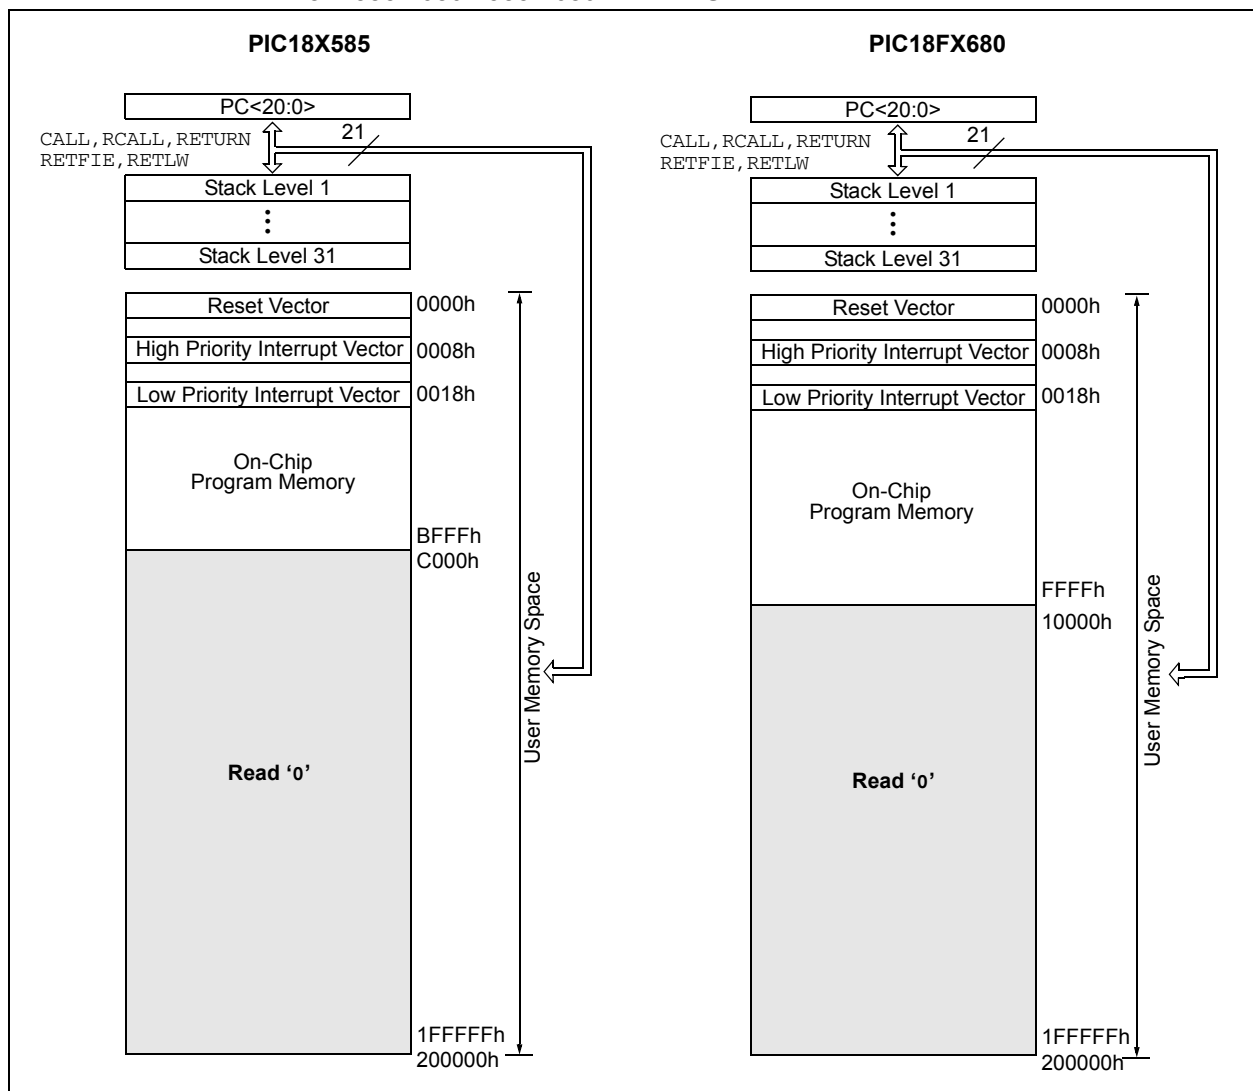 PIC18X585
PC<20:0>
CALL,RCALL,RETURN
RETFIE,RETLW
21
Stack Level 1
Stack Level 31
Reset Vector
0000h
High Priority Interrupt Vector
0008h
Low Priority Interrupt Vector
0018h
On-Chip
Program Memory
BFFFh
C000h
User Memory Space
Read ‘0’
1FFFFFh
200000h
PIC18FX680
PC<20:0>
CALL,RCALL,RETURN
RETFIE,RETLW
21
Stack Level 1
Stack Level 31
Reset Vector
0000h
High Priority Interrupt Vector
0008h
Low Priority Interrupt Vector
0018h
On-Chip
Program Memory
FFFFh
10000h
User Memory Space
Read ‘0’
1FFFFFh
200000h